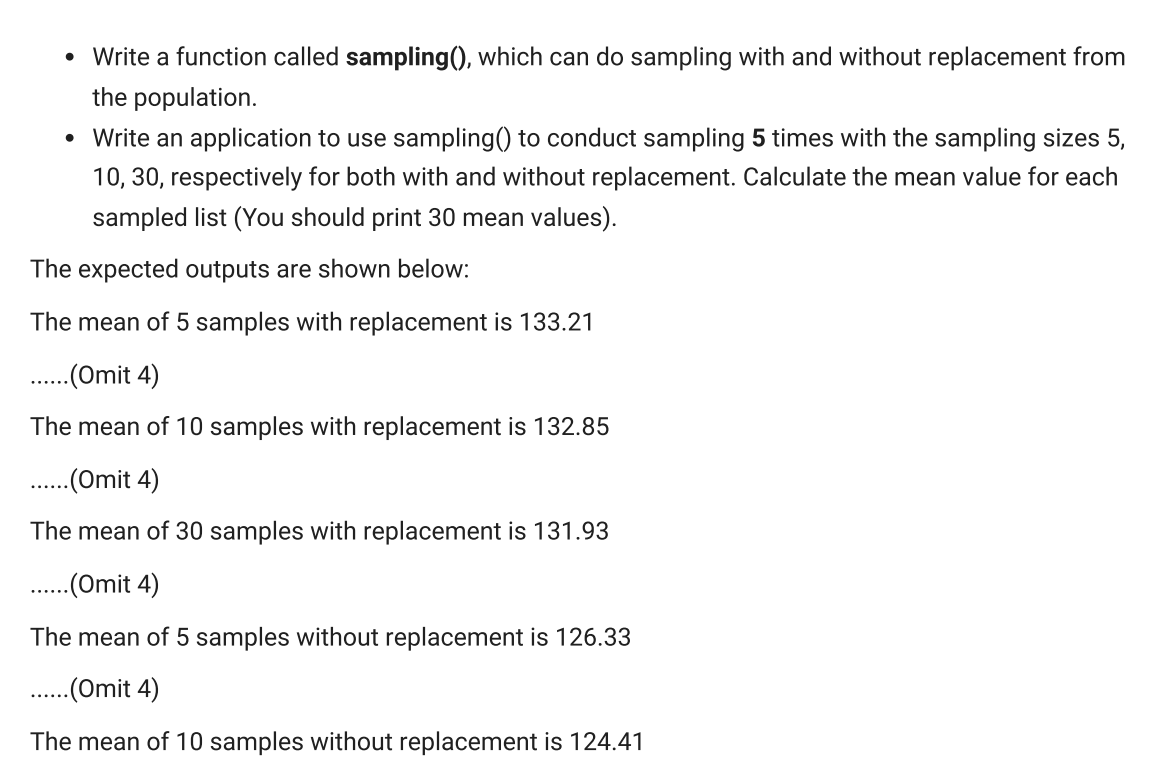 • Write a function called sampling(), which can do sampling with and without replacement from
the population.
• Write an application to use sampling() to conduct sampling 5 times with the sampling sizes 5,
10, 30, respectively for both with and without replacement. Calculate the mean value for each
sampled list (You should print 30 mean values).
The expected outputs are shown below:
The mean of 5 samples with replacement is 133.21
......(Omit 4)
The mean of 10 samples with replacement is 132.85
......(Omit 4)
The mean of 30 samples with replacement is 131.93
......(Omit 4)
The mean of 5 samples without replacement is 126.33
......(Omit 4)
The mean of 10 samples without replacement is 124.41